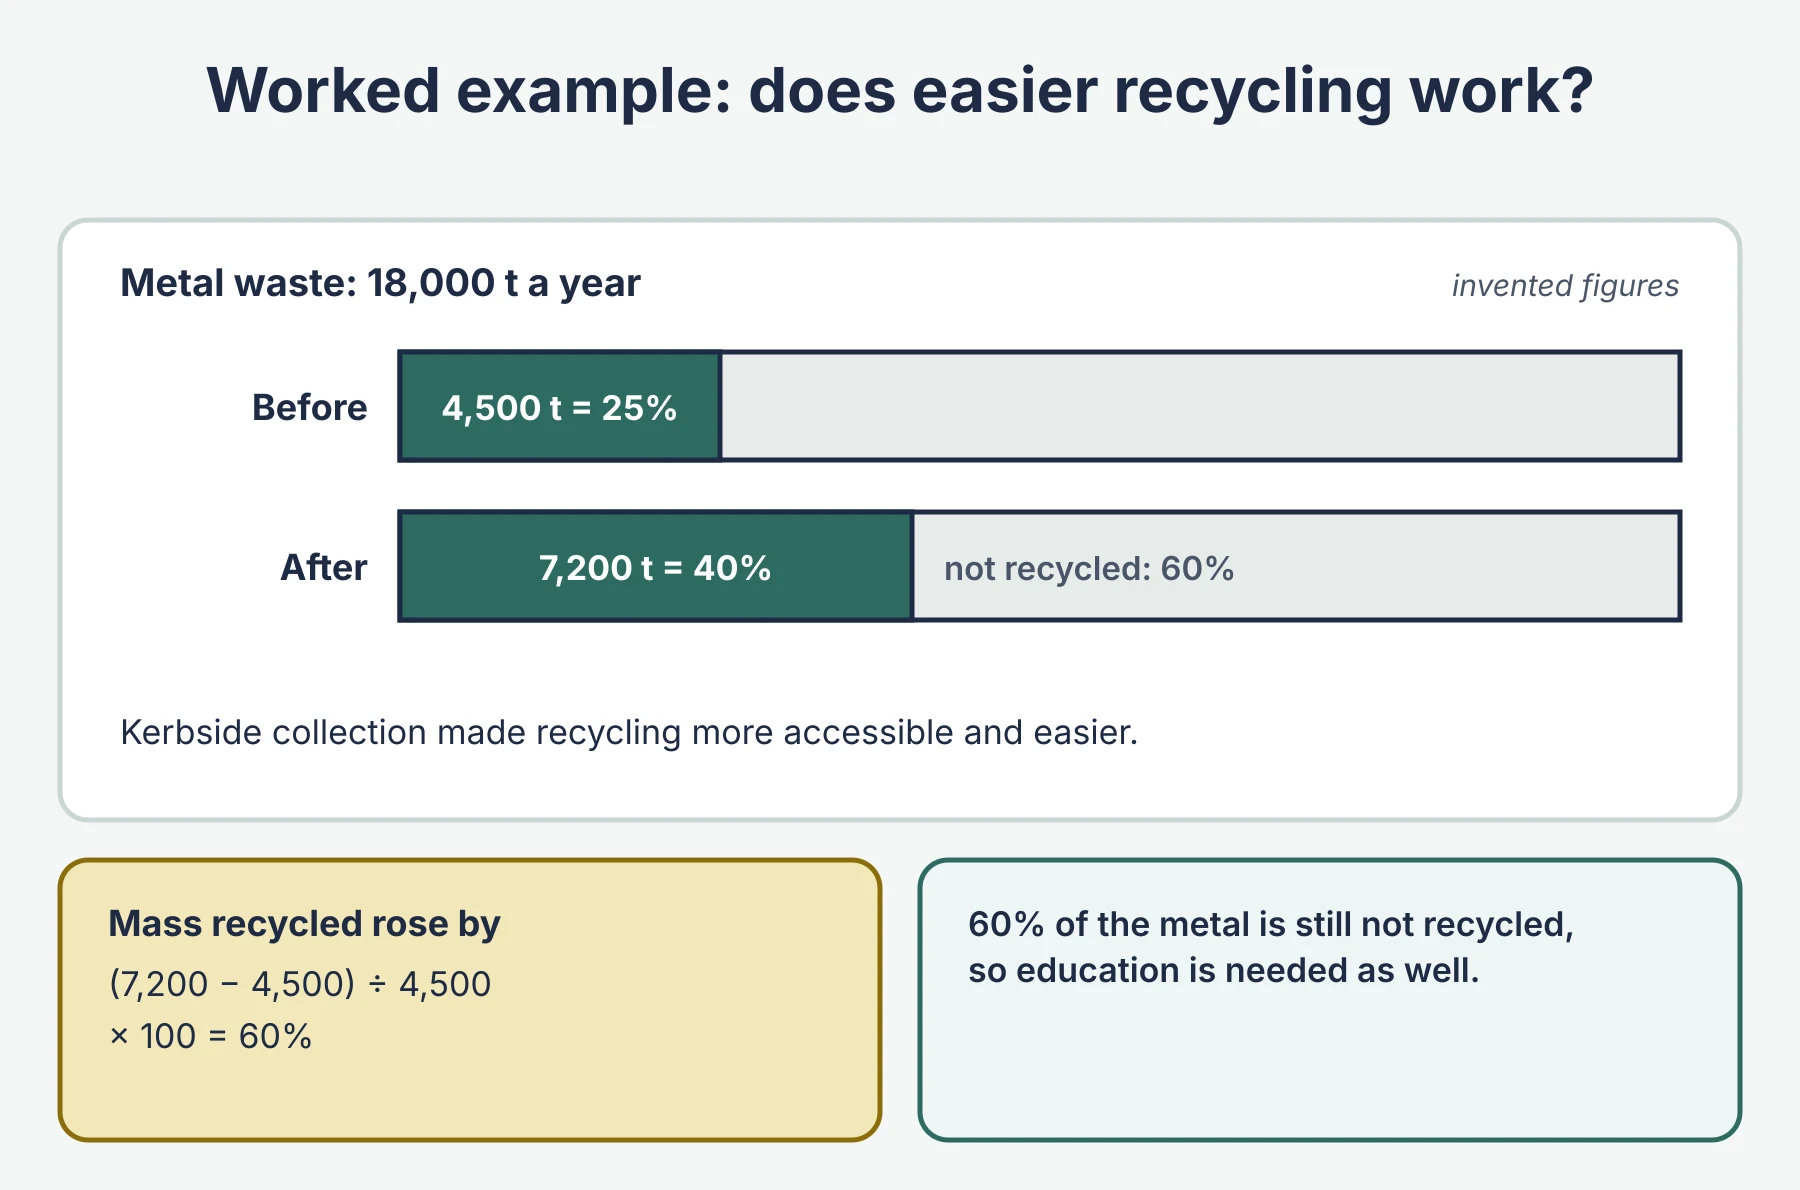 Worked example: does easier recycling work?
Metal waste: 18,000 t a year
invented figures
Before
4,500 t = 25%
After
7,200 t = 40%
not recycled: 60%
Kerbside collection made recycling more accessible and easier.
Mass recycled rose by
(7,200 − 4,500) ÷ 4,500
× 100 = 60%
60% of the metal is still not recycled,
so education is needed as well.